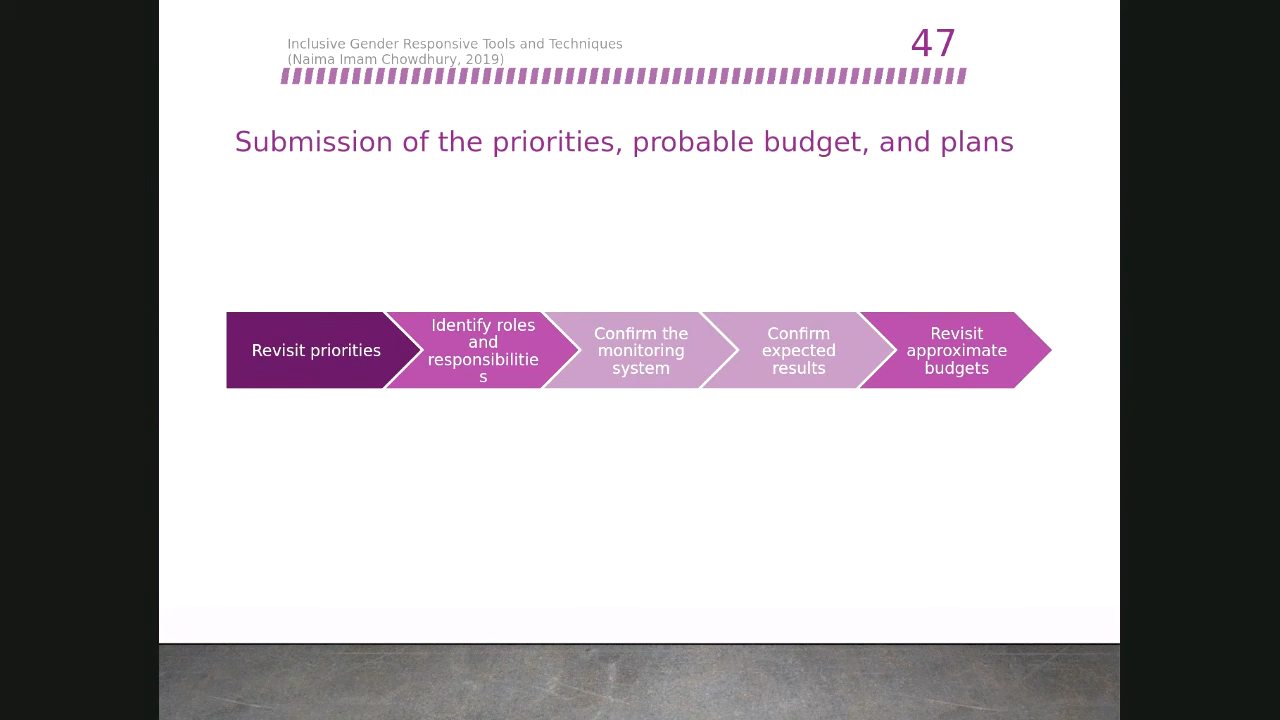 Inclusive Gender Responsive Tools and Techniques
(Naima Imam Chowdhury, 2019)
47
Submission of the priorities, probable budget, and plans
Revisit priorities
Identify roles
and
responsibilitie
s
Confirm the
monitoring
system
Confirm
expected
results
Revisit
approximate
budgets